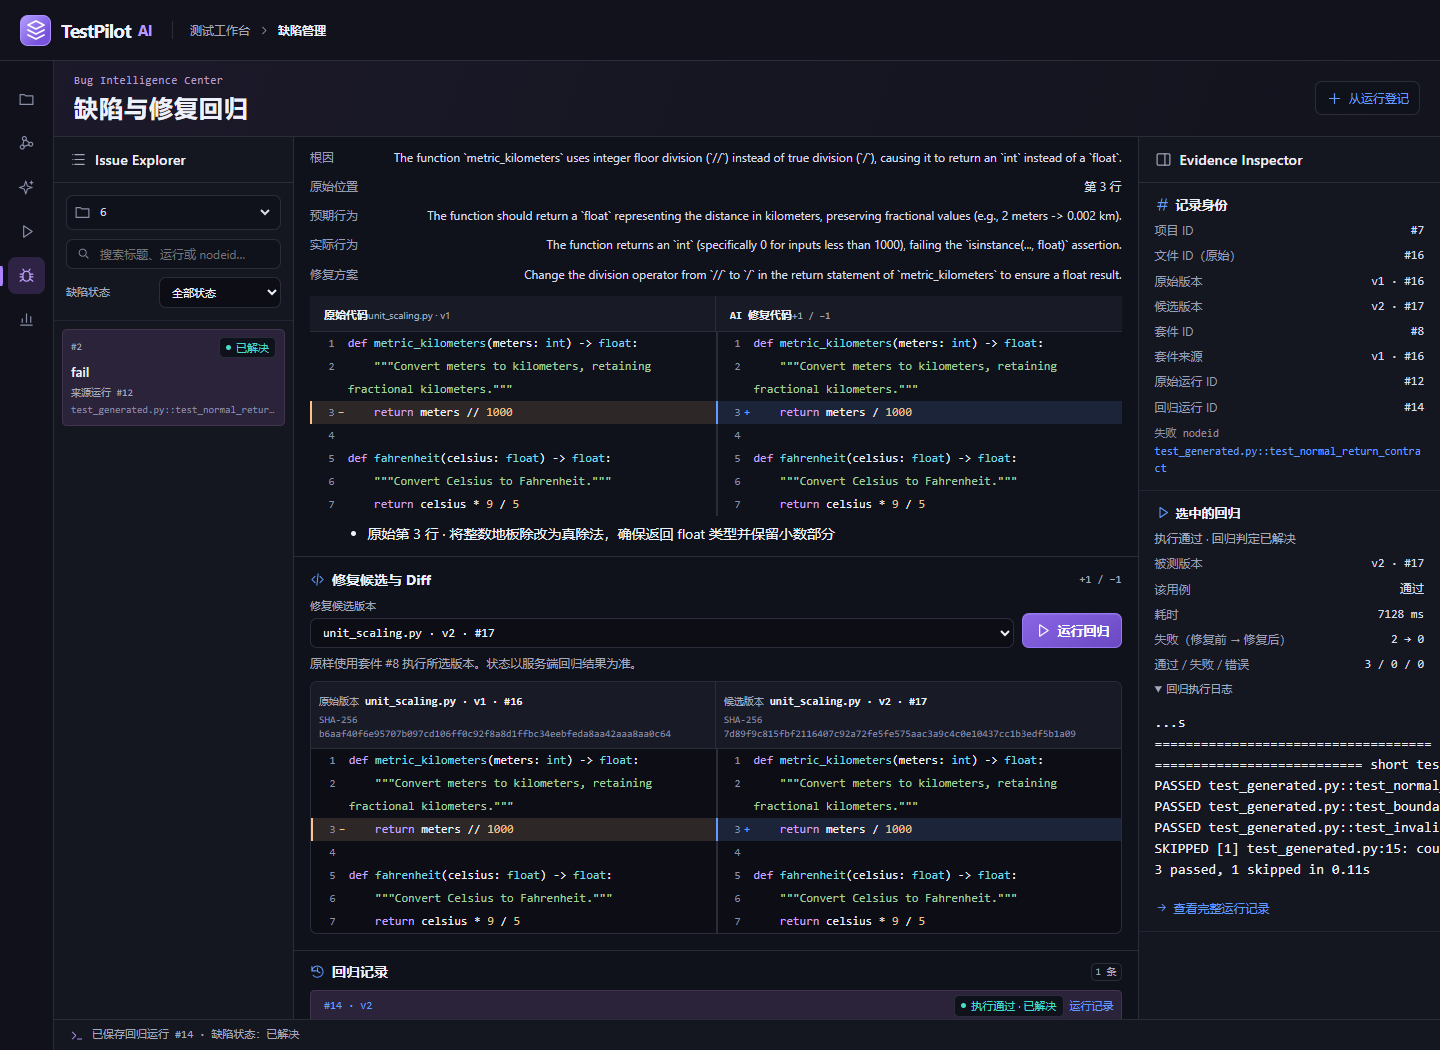 TestPilot AI
测试工作台 > 缺陷管理
Bug Intelligence Center
缺陷与修复回归
+ 从运行登记
Issue Explorer
6
搜索标题、运行或 nodeid...
缺陷状态
全部状态
#2
已解决
fail
来源运行 #12
test_generated.py::test_normal_retur…
根因
The function `metric_kilometers` uses integer floor division (`//`) instead of true division (`/`), causing it to return an `int` instead of a `float`.
原始位置
第 3 行
预期行为
The function should return a `float` representing the distance in kilometers, preserving fractional values (e.g., 2 meters -> 0.002 km).
实际行为
The function returns an `int` (specifically 0 for inputs less than 1000), failing the `isinstance(..., float)` assertion.
修复方案
Change the division operator from `//` to `/` in the return statement of `metric_kilometers` to ensure a float result.
原始代码 unit_scaling.py · v1
1 def metric_kilometers(meters: int) -> float:
2 """Convert meters to kilometers, retaining
fractional kilometers."""
3 − return meters // 1000
4
5 def fahrenheit(celsius: float) -> float:
6 """Convert Celsius to Fahrenheit."""
7 return celsius * 9 / 5
AI 修复代码 +1 / −1
1 def metric_kilometers(meters: int) -> float:
2 """Convert meters to kilometers, retaining
fractional kilometers."""
3 + return meters / 1000
4
5 def fahrenheit(celsius: float) -> float:
6 """Convert Celsius to Fahrenheit."""
7 return celsius * 9 / 5
• 原始第 3 行 · 将整数地板除改为真除法，确保返回 float 类型并保留小数部分
修复候选与 Diff
+1 / −1
修复候选版本
unit_scaling.py · v2 · #17
运行回归
原样使用套件 #8 执行所选版本。状态以服务端回归结果为准。
原始版本 unit_scaling.py · v1 · #16
SHA-256
b6aaf40f6e95707b097cd106ff0c92f8a8d1ffbc34eebfeda8aa42aaa8aa0c64
1 def metric_kilometers(meters: int) -> float:
2 """Convert meters to kilometers, retaining
fractional kilometers."""
3 − return meters // 1000
4
5 def fahrenheit(celsius: float) -> float:
6 """Convert Celsius to Fahrenheit."""
7 return celsius * 9 / 5
候选版本 unit_scaling.py · v2 · #17
SHA-256
7d89f9c815fbf2116407c92a72fe5fe575aac3a9c4c0e10437cc1b3edf5b1a09
1 def metric_kilometers(meters: int) -> float:
2 """Convert meters to kilometers, retaining
fractional kilometers."""
3 + return meters / 1000
4
5 def fahrenheit(celsius: float) -> float:
6 """Convert Celsius to Fahrenheit."""
7 return celsius * 9 / 5
回归记录
1 条
#14 · v2
执行通过 · 已解决
运行记录
Evidence Inspector
# 记录身份
项目 ID #7
文件 ID（原始） #16
原始版本 v1 · #16
候选版本 v2 · #17
套件 ID #8
套件来源 v1 · #16
原始运行 ID #12
回归运行 ID #14
失败 nodeid
test_generated.py::test_normal_return_contra
ct
选中的回归
执行通过 · 回归判定已解决
被测版本 v2 · #17
该用例 通过
耗时 7128 ms
失败（修复前 → 修复后） 2 → 0
通过 / 失败 / 错误 3 / 0 / 0
▼ 回归执行日志
...s
====================================
=========================== short tes
PASSED test_generated.py::test_normal_
PASSED test_generated.py::test_bounda
PASSED test_generated.py::test_invali
SKIPPED [1] test_generated.py:15: cou
3 passed, 1 skipped in 0.11s
→ 查看完整运行记录
已保存回归运行 #14 · 缺陷状态：已解决